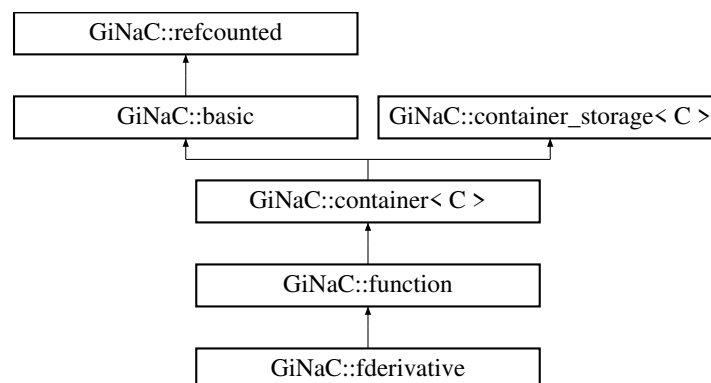 GiNaC::refcounted
GiNaC::basic
GiNaC::container_storage< C >
GiNaC::container< C >
GiNaC::function
GiNaC::fderivative